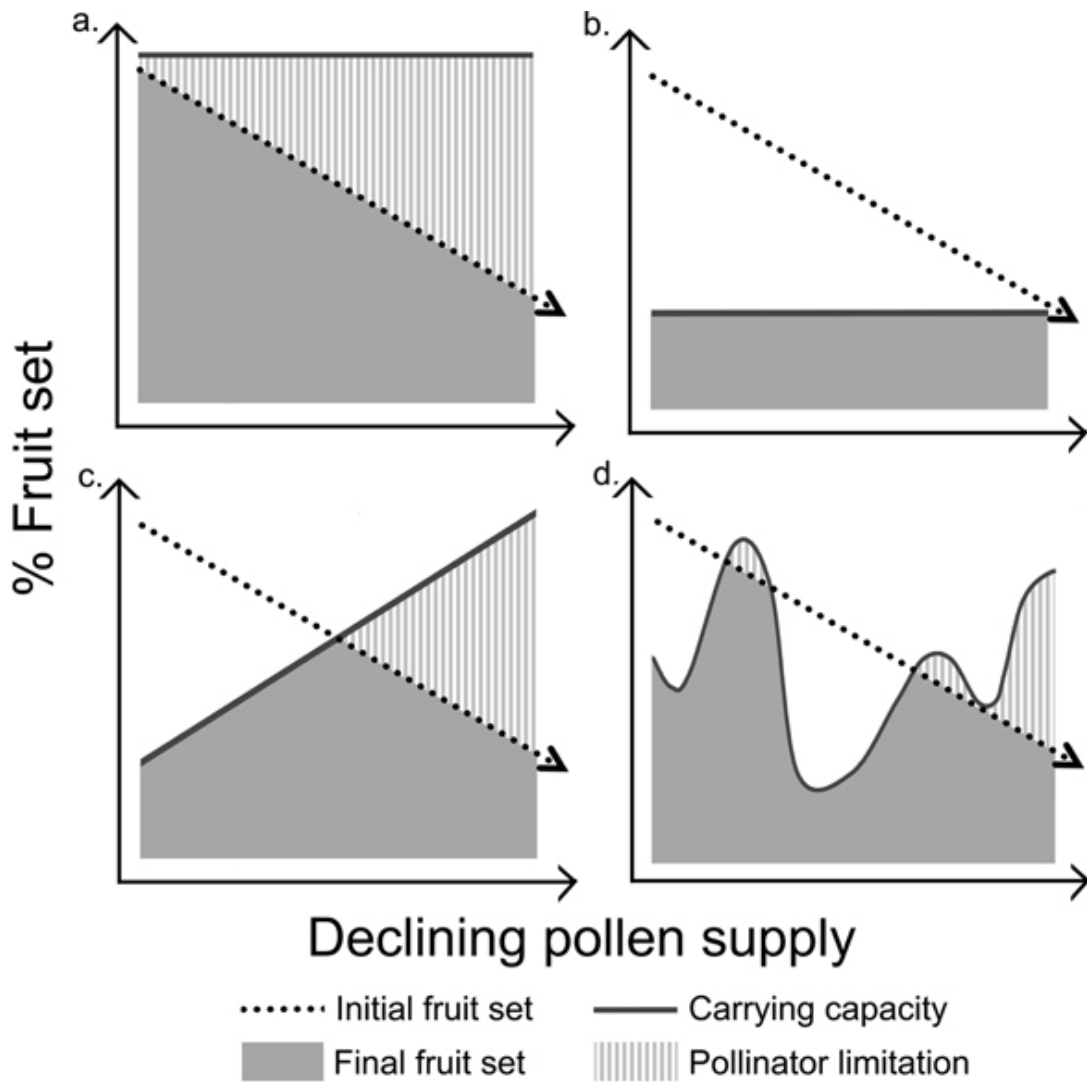 a.
b.
c.
d.
% Fruit set
Declining pollen supply
Initial fruit set
Carrying capacity
Final fruit set
Pollinator limitation